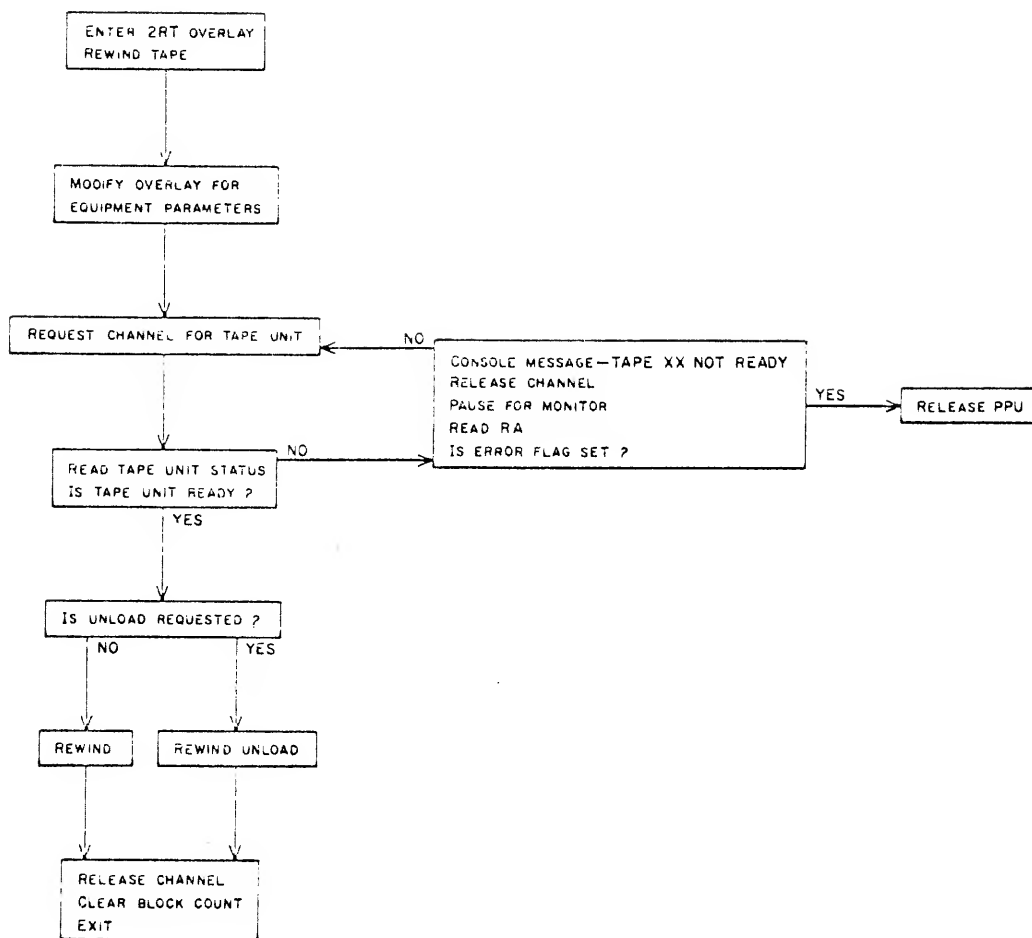 ENTER 2RT OVERLAY
REWIND TAPE
MODIFY OVERLAY FOR
EQUIPMENT PARAMETERS
REQUEST CHANNEL FOR TAPE UNIT
NO
CONSOLE MESSAGE—TAPE XX NOT READY
RELEASE CHANNEL
PAUSE FOR MONITOR
READ RA
IS ERROR FLAG SET ?
YES
RELEASE PPU
READ TAPE UNIT STATUS
IS TAPE UNIT READY ?
NO
YES
IS UNLOAD REQUESTED ?
NO
YES
REWIND
REWIND UNLOAD
RELEASE CHANNEL
CLEAR BLOCK COUNT
EXIT